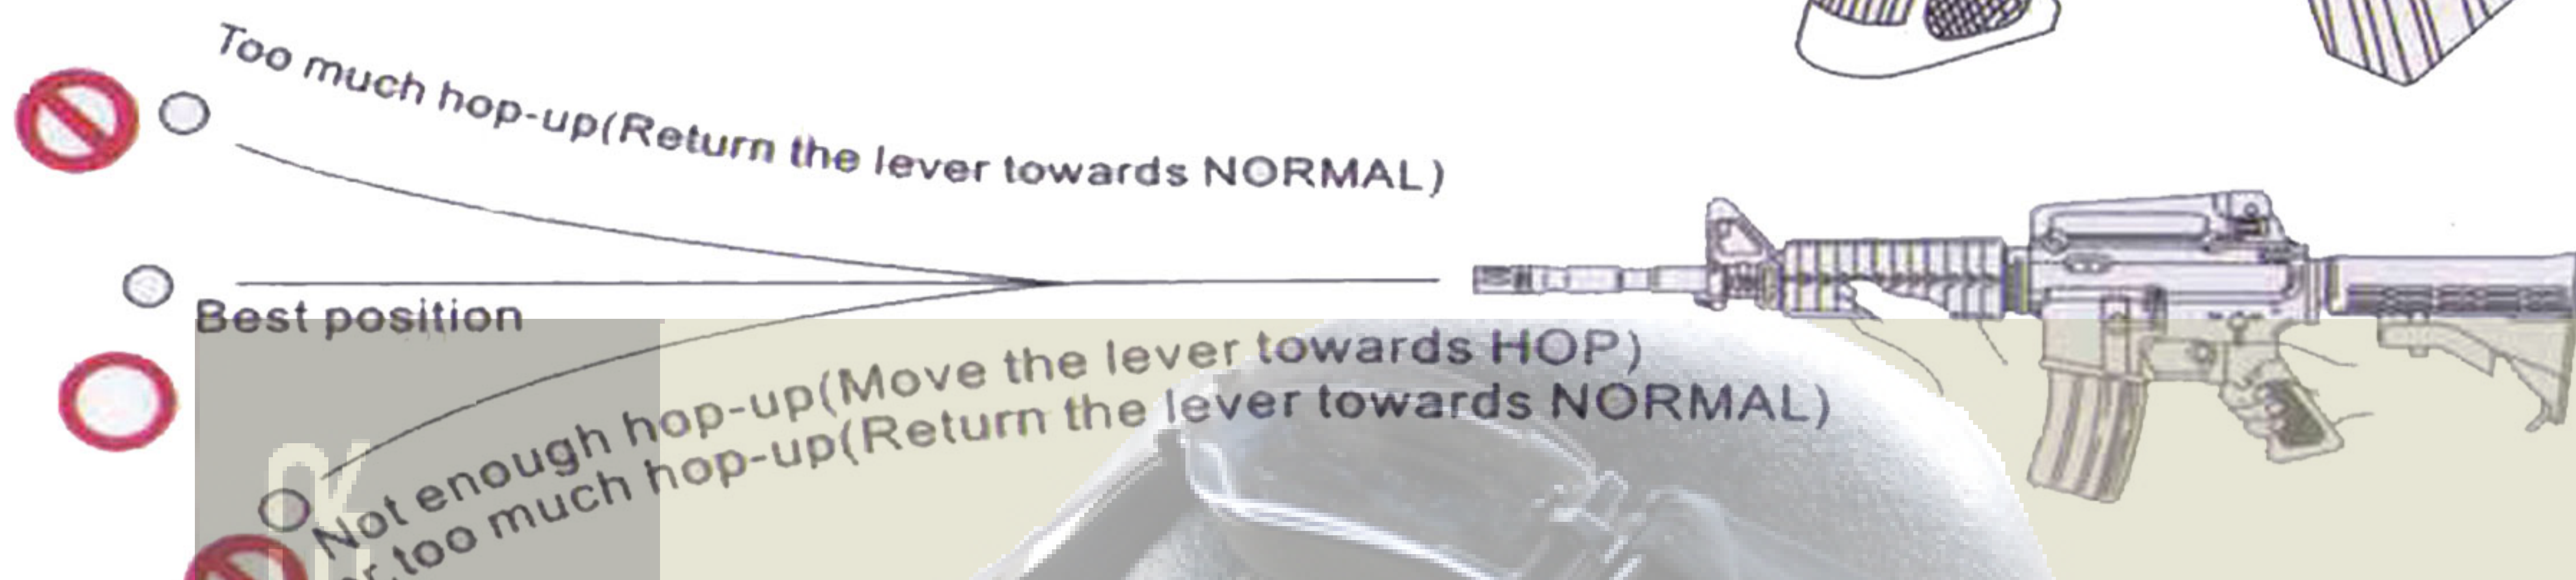 Too much hop-up(Return the lever towards NORMAL)
Best position
Not enough hop-up(Move the lever towards HOP)
or too much hop-up(Return the lever towards NORMAL)